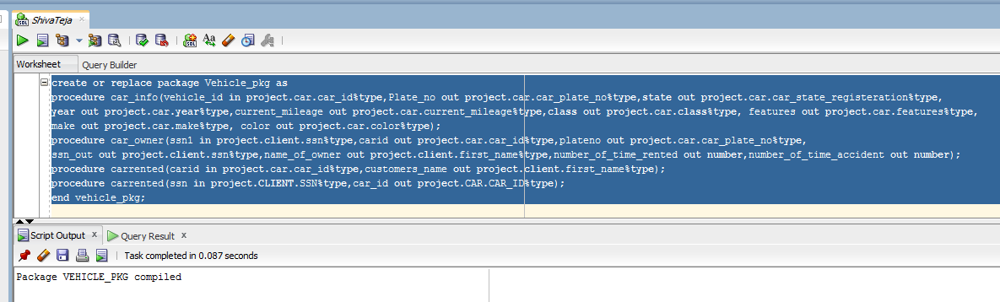 ShivaTeja
Worksheet Query Builder
create or replace package Vehicle_pkg as
procedure car_info(vehicle_id in project.car.car_id%type,Plate_no out project.car.car_plate_no%type,state out project.car.car_state_registeration%type,
year out project.car.year%type,current_mileage out project.car.current_mileage%type,class out project.car.class%type, features out project.car.features%type,
make out project.car.make%type, color out project.car.color%type);
procedure car_owner(ssn1 in project.client.ssn%type,carid out project.car.car_id%type,plateno out project.car.car_plate_no%type,
ssn_out out project.client.ssn%type,name_of_owner out project.client.first_name%type,number_of_time_rented out number,number_of_time_accident out number);
procedure carrented(carid in project.car.car_id%type,customers_name out project.client.first_name%type);
procedure carrented(ssn in project.CLIENT.SSN%type,car_id out project.CAR.CAR_ID%type);
end vehicle_pkg;
Script Output x Query Result x
Task completed in 0.087 seconds
Package VEHICLE_PKG compiled